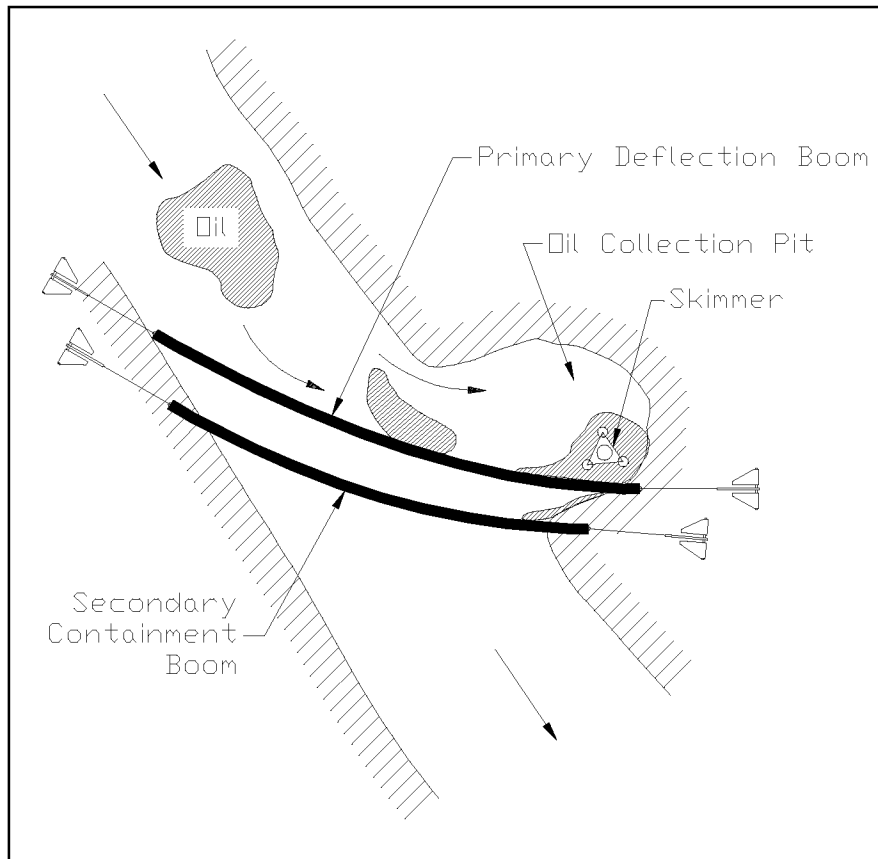 Primary Deflection Boom
Oil
Oil Collection Pit
Skimmer
Secondary
Containment
Boom